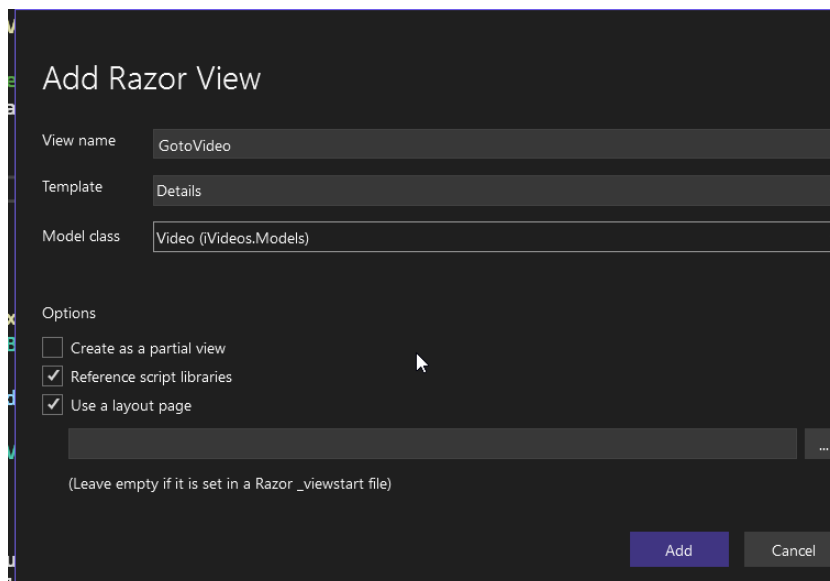 Add Razor View
View name
GotoVideo
Template
Details
Model class
Video (iVideos.Models)
Options
Create as a partial view
Reference script libraries
Use a layout page
...
(Leave empty if it is set in a Razor _viewstart file)
Add
Cancel